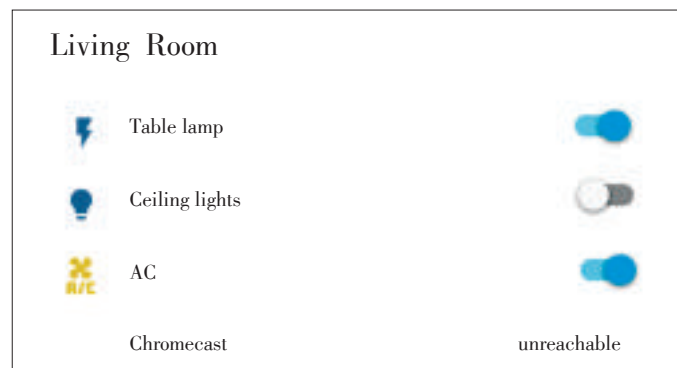 Living Room
Table lamp
Ceiling lights
A/C
AC
Chromecast unreachable